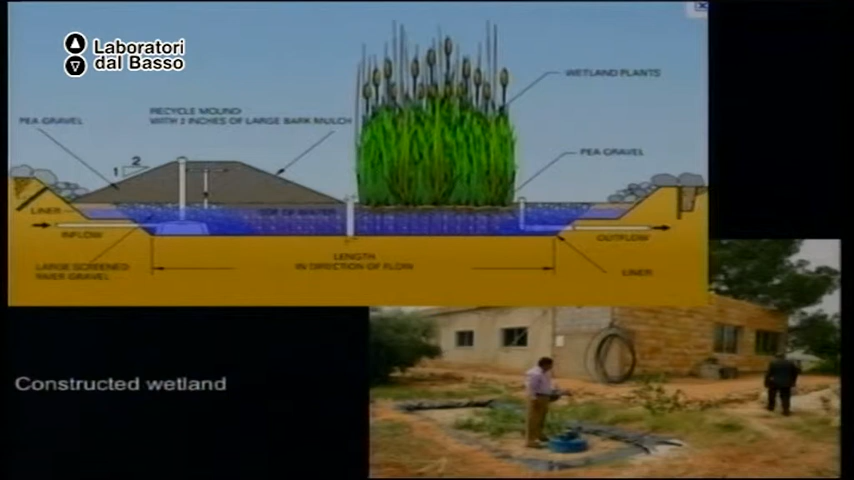 Laboratori
dal Basso
WETLAND PLANTS
PEA GRAVEL
RECYCLE MOUND
WITH 2 INCHES OF LARGE BARK MULCH
2
1
PEA GRAVEL
LINER
INFLOW
OUTFLOW
LARGE SCREENED
RIVER GRAVEL
LENGTH
IN DIRECTION OF FLOW
LINER
Constructed wetland